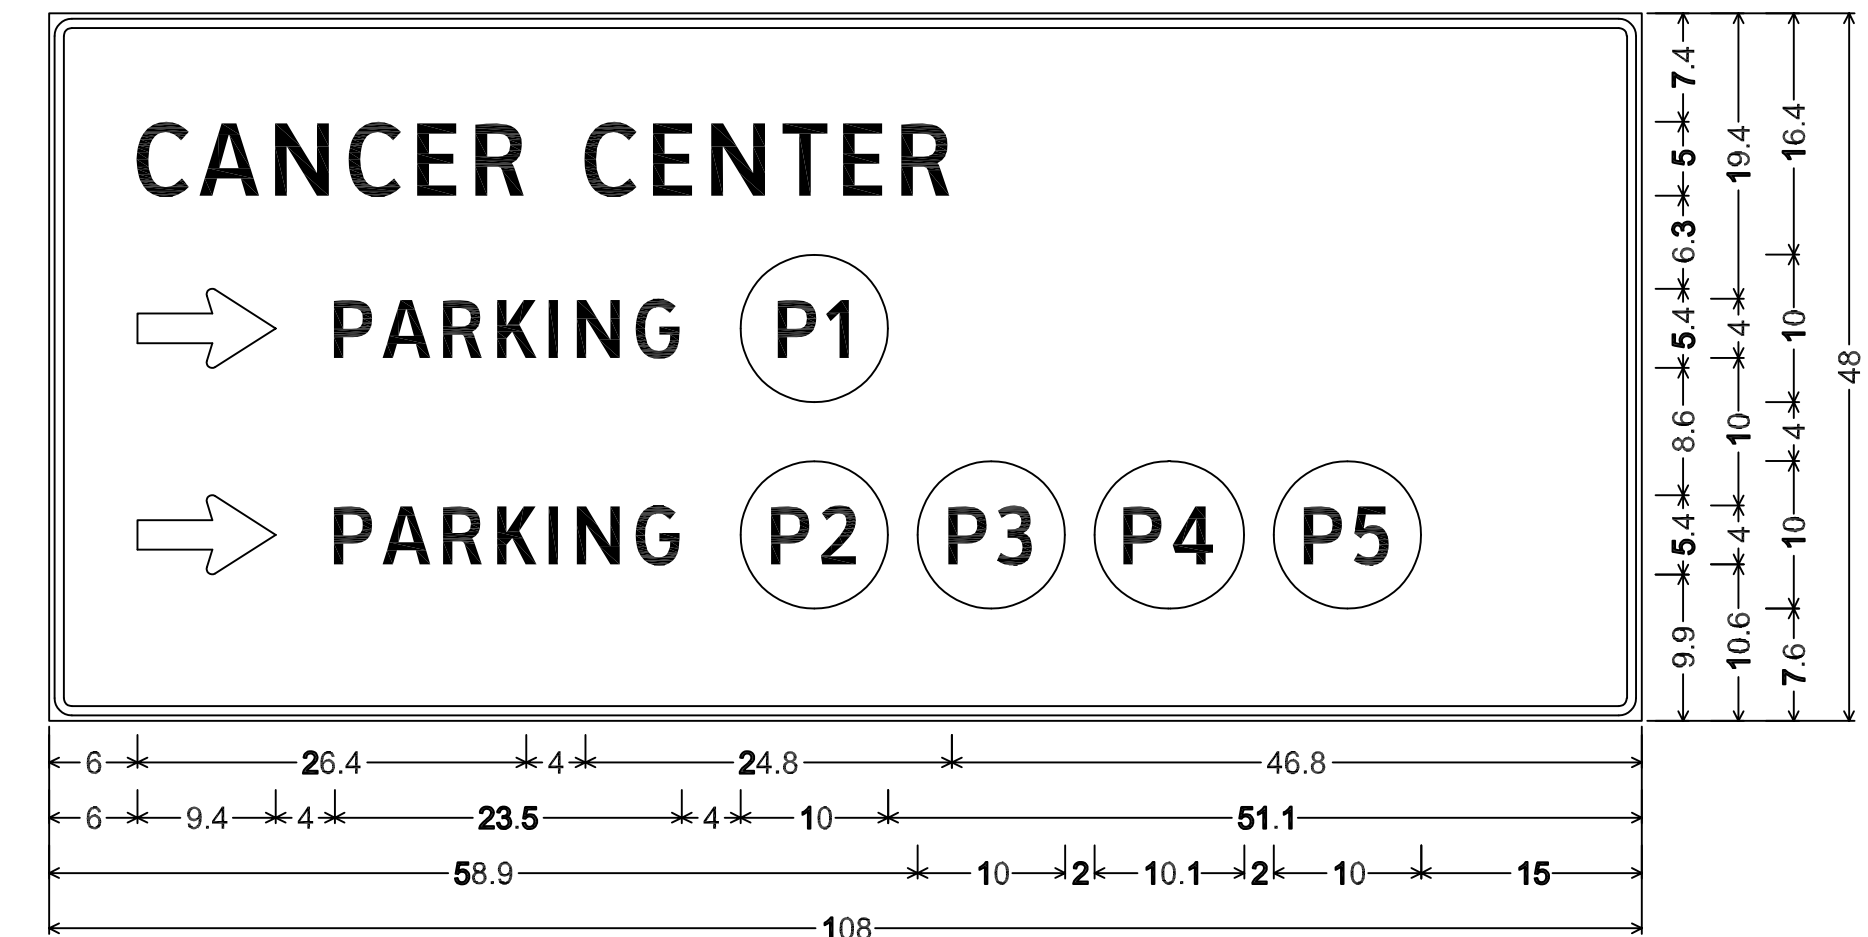 CANCER CENTER
PARKING P1
PARKING P2 P3 P4 P5
7.4 5 6.3 5.4 8.6 5.4 9.9
19.4 4 10 4 10.6
16.4 10 4 10 7.6
48
6 26.4 4 24.8 46.8
6 9.4 4 23.5 4 10 51.1
58.9 10 2 10.1 2 10 15
108